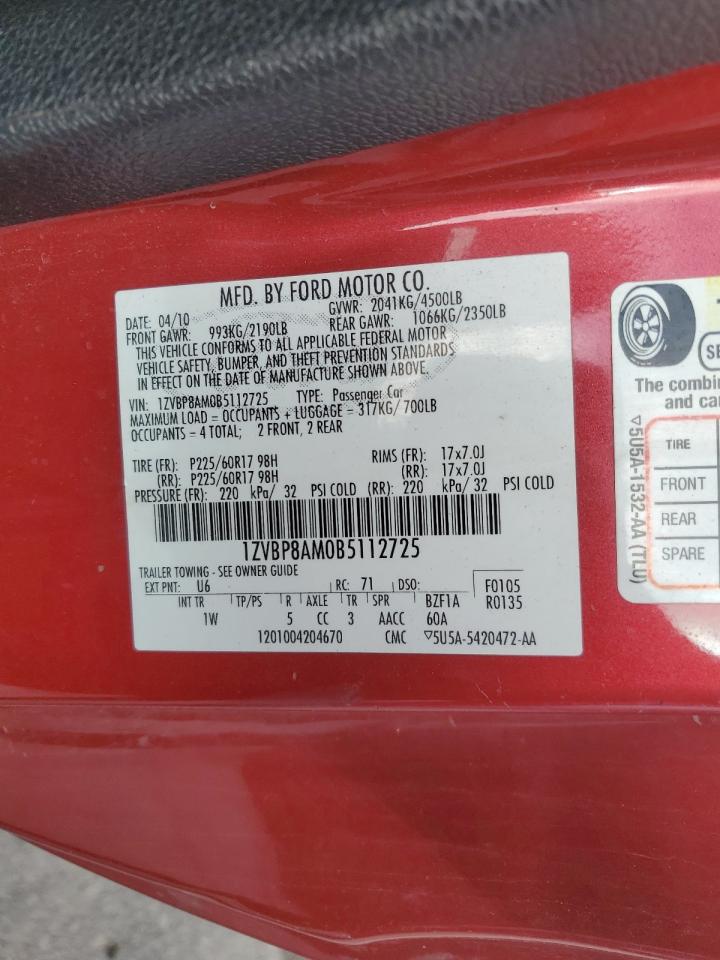 MFD. BY FORD MOTOR CO.
DATE: 04/10 GVWR: 2041KG/4500LB
FRONT GAWR: 993KG/2190LB REAR GAWR: 1066KG/2350LB
THIS VEHICLE CONFORMS TO ALL APPLICABLE FEDERAL MOTOR
VEHICLE SAFETY, BUMPER, AND THEFT PREVENTION STANDARDS
IN EFFECT ON THE DATE OF MANUFACTURE SHOWN ABOVE.
VIN: 1ZVBP8AM0B5112725 TYPE: Passenger Car
MAXIMUM LOAD = OCCUPANTS + LUGGAGE = 317KG/700LB
OCCUPANTS = 4 TOTAL; 2 FRONT, 2 REAR
TIRE (FR): P225/60R17 98H RIMS (FR): 17x7.0J
(RR): P225/60R17 98H (RR): 17x7.0J
PRESSURE (FR): 220 kPa/ 32 PSI COLD (RR): 220 kPa/ 32 PSI COLD
1ZVBP8AM0B5112725
TRAILER TOWING - SEE OWNER GUIDE
EXT PNT: U6 RC: 71 DSO: F0105
INT TR TP/PS R AXLE TR SPR BZF1A R0135
1W 5 CC 3 AACC 60A
1201004204670 CMC ▽5U5A-5420472-AA
The combin
and car
▽5U5A-1532-AA (TLU)
TIRE
FRONT
REAR
SPARE